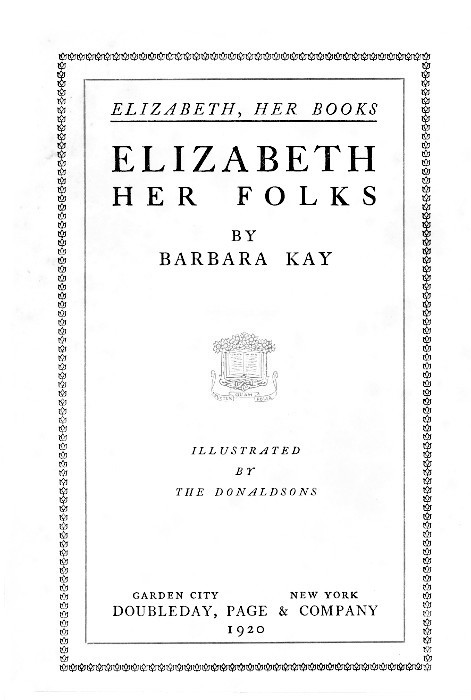 ELIZABETH, HER BOOKS
ELIZABETH
HER FOLKS
BY
BARBARA KAY
ILLUSTRATED
BY
THE DONALDSONS
GARDEN CITY NEW YORK
DOUBLEDAY, PAGE & COMPANY
1920